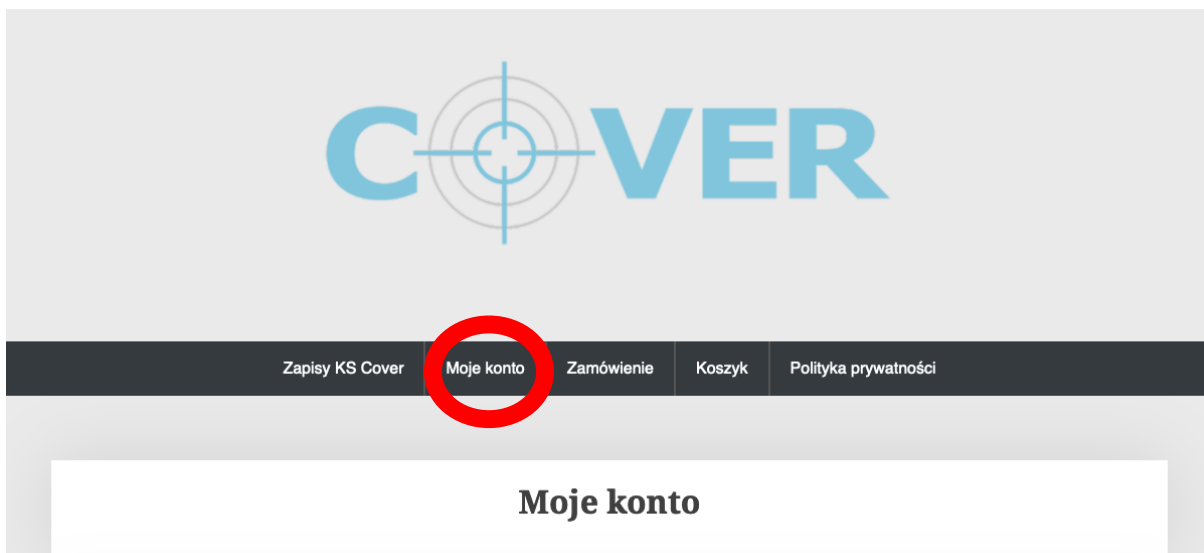 COVER
Zapisy KS Cover Moje konto Zamówienie Koszyk Polityka prywatności
Moje konto